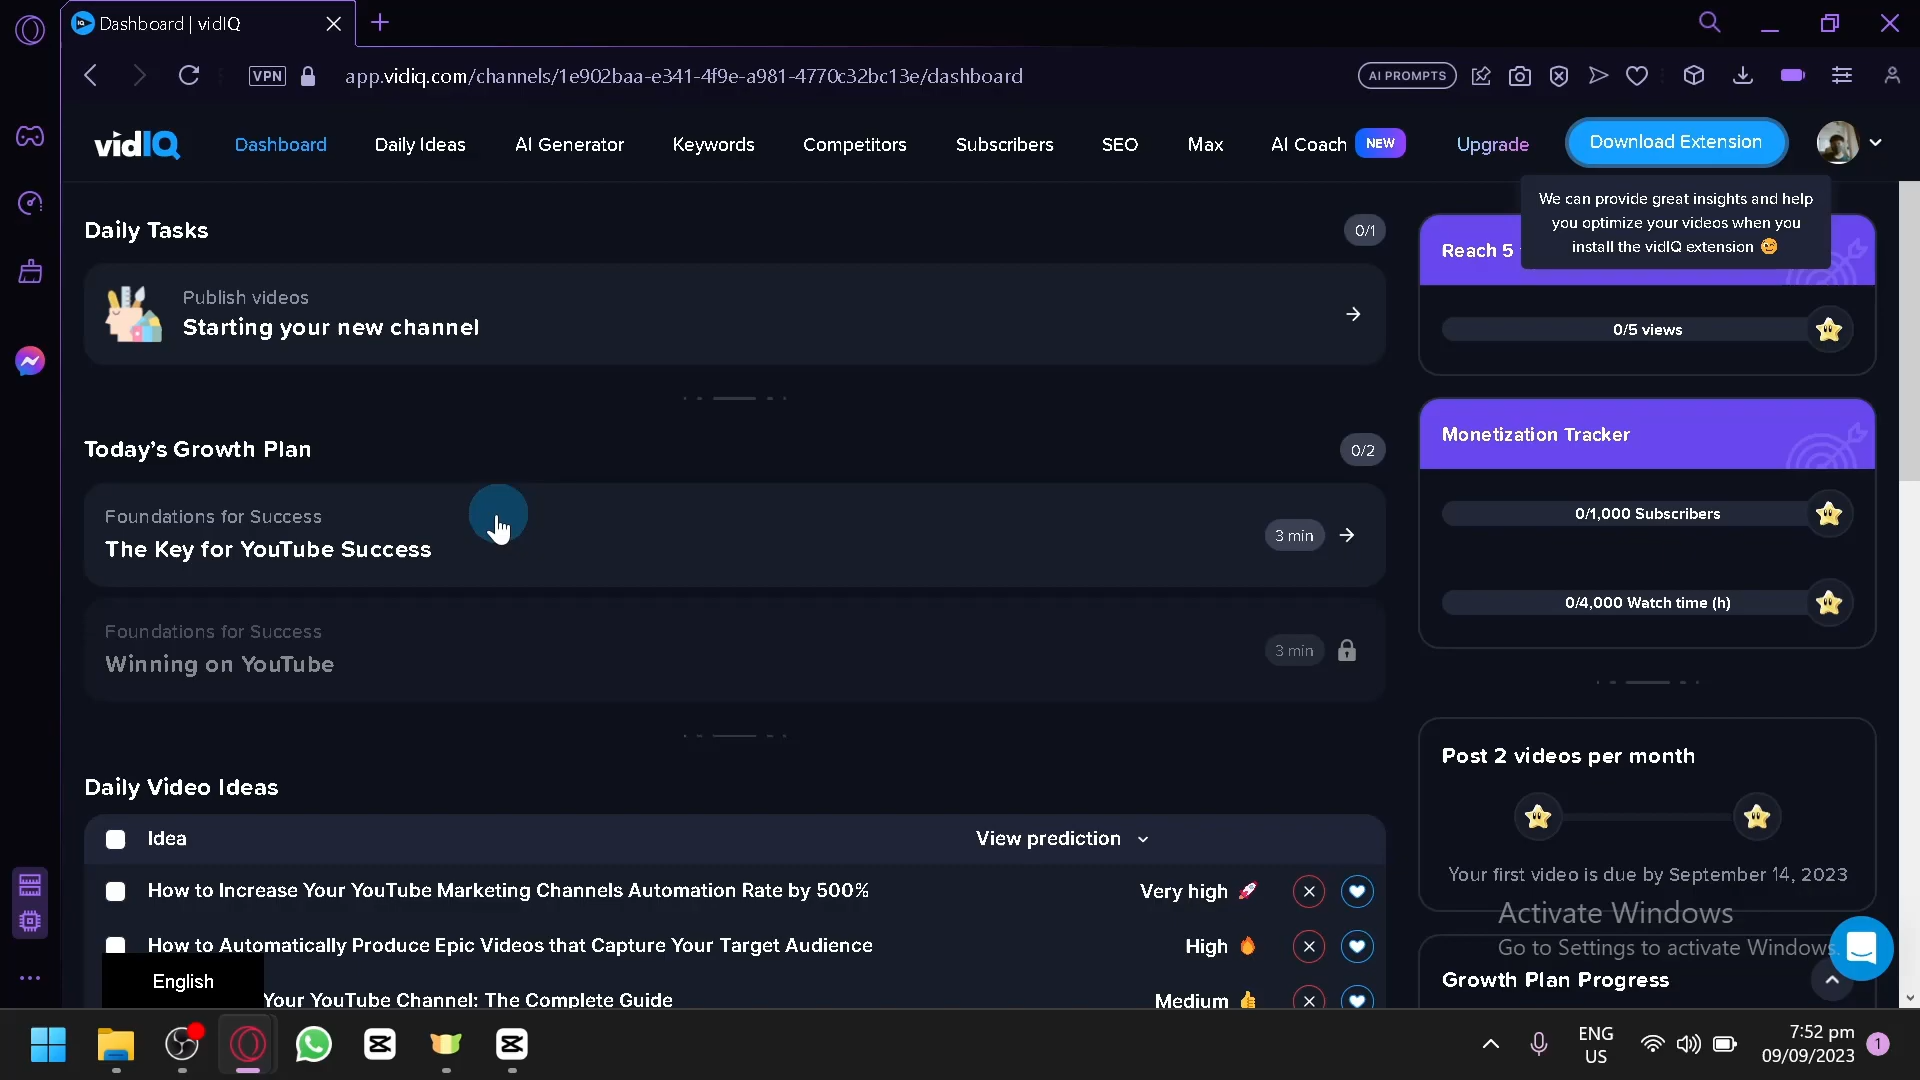 Dashboard | vidIQ
VPN
app.vidiq.com/channels/1e902baa-e341-4f9e-a981-4770c32bc13e/dashboard
AI PROMPTS
vidIQ
Dashboard
Daily Ideas
AI Generator
Keywords
Competitors
Subscribers
SEO
Max
AI Coach
NEW
Upgrade
Download Extension
We can provide great insights and help
you optimize your videos when you
install the vidIQ extension 😉
Daily Tasks
0/1
Publish videos
Starting your new channel
Reach 5
0/5 views
Today's Growth Plan
0/2
Foundations for Success
The Key for YouTube Success
3 min
Foundations for Success
Winning on YouTube
3 min
Monetization Tracker
0/1,000 Subscribers
0/4,000 Watch time (h)
Post 2 videos per month
Your first video is due by September 14, 2023
Daily Video Ideas
Idea
View prediction
How to Increase Your YouTube Marketing Channels Automation Rate by 500%
Very high 🚀
How to Automatically Produce Epic Videos that Capture Your Target Audience
High 🔥
Your YouTube Channel: The Complete Guide
Medium 👍
English
Activate Windows
Go to Settings to activate Windows.
Growth Plan Progress
ENG
US
7:52 pm
09/09/2023
1